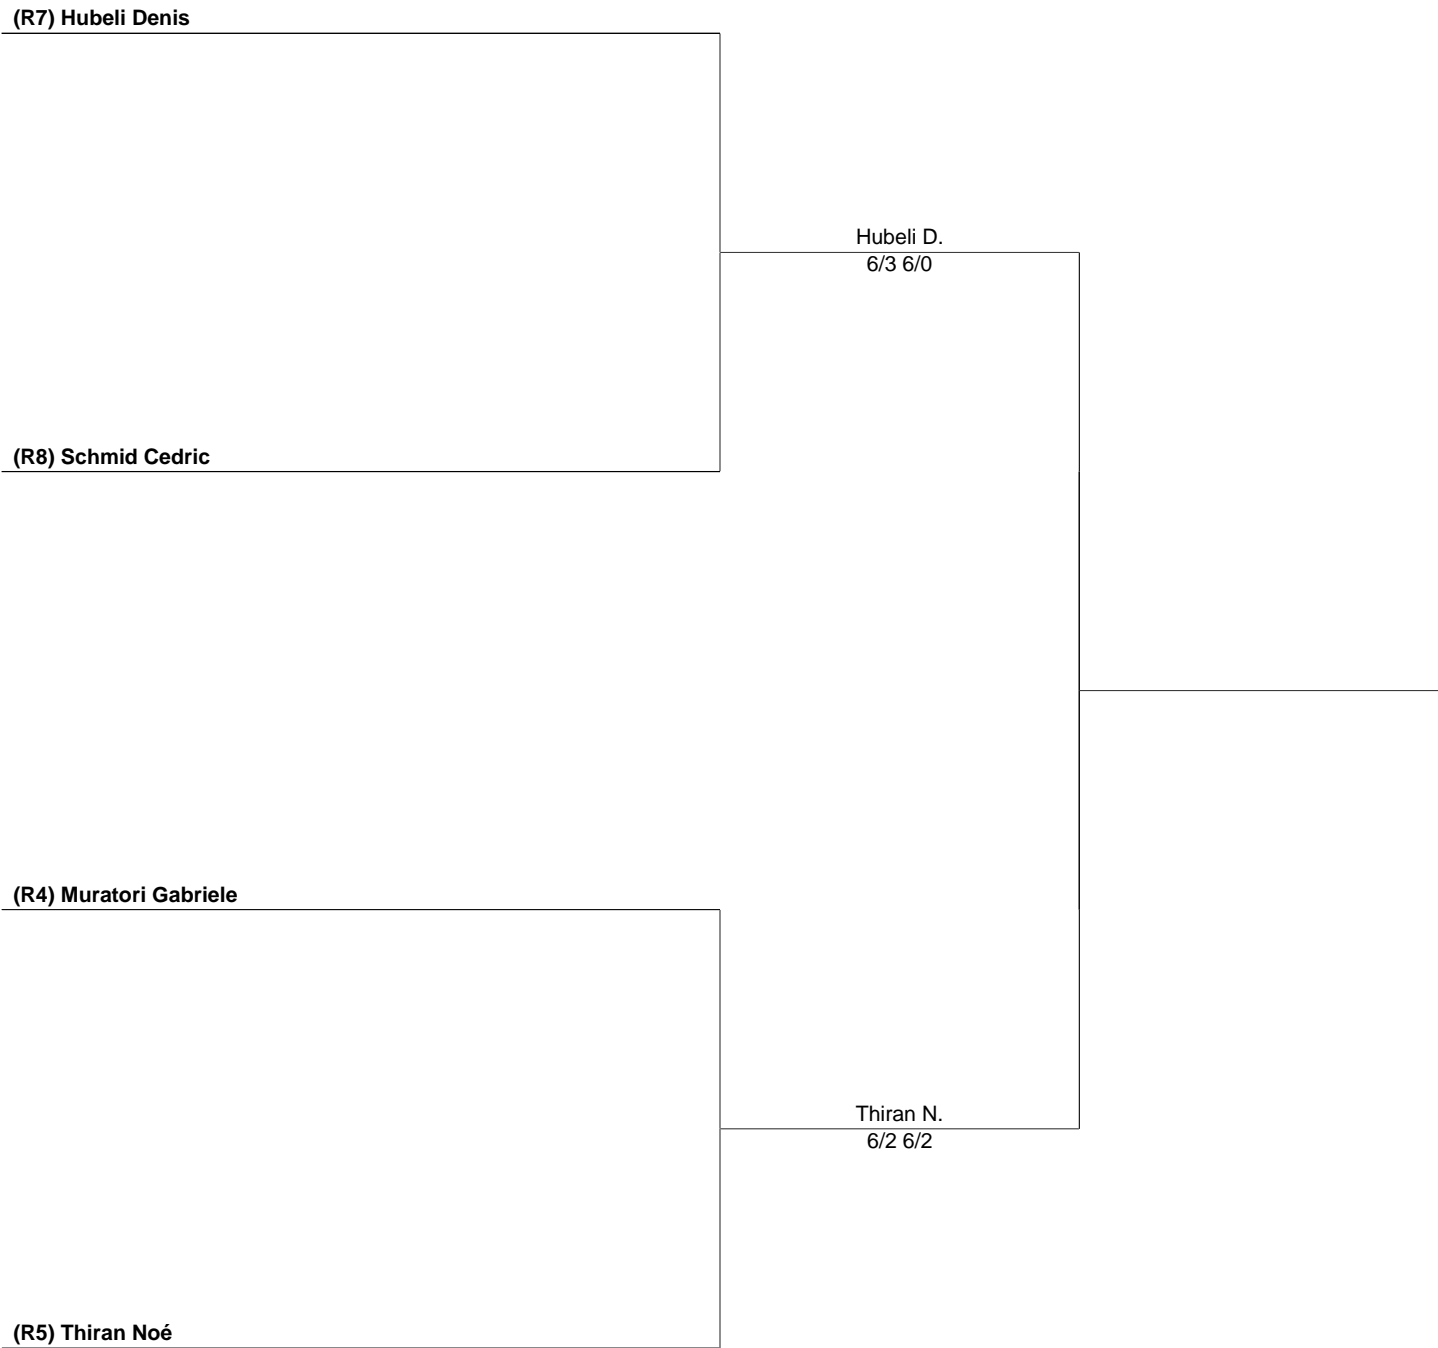 (R7) Hubeli Denis
Hubeli D.
6/3 6/0
(R8) Schmid Cedric
(R4) Muratori Gabriele
Thiran N.
6/2 6/2
(R5) Thiran Noé